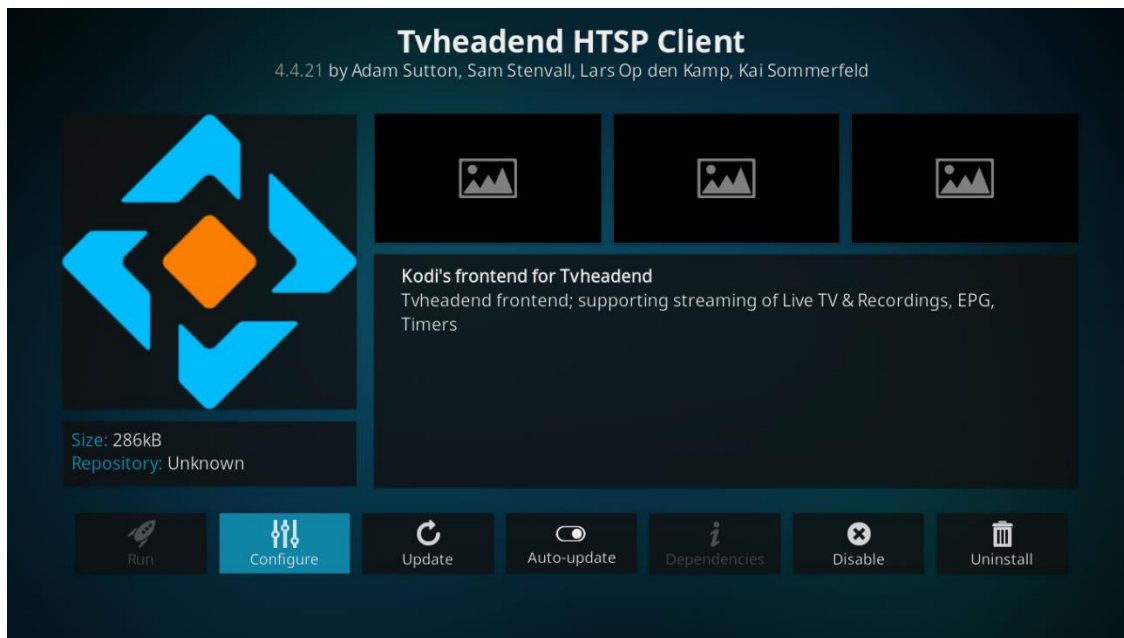 Tvheadend HTSP Client
4.4.21 by Adam Sutton, Sam Stenvall, Lars Op den Kamp, Kai Sommerfeld
Kodi's frontend for Tvheadend
Tvheadend frontend; supporting streaming of Live TV & Recordings, EPG,
Timers
Size: 286kB
Repository: Unknown
Run
Configure
Update
Auto-update
Dependencies
Disable
Uninstall